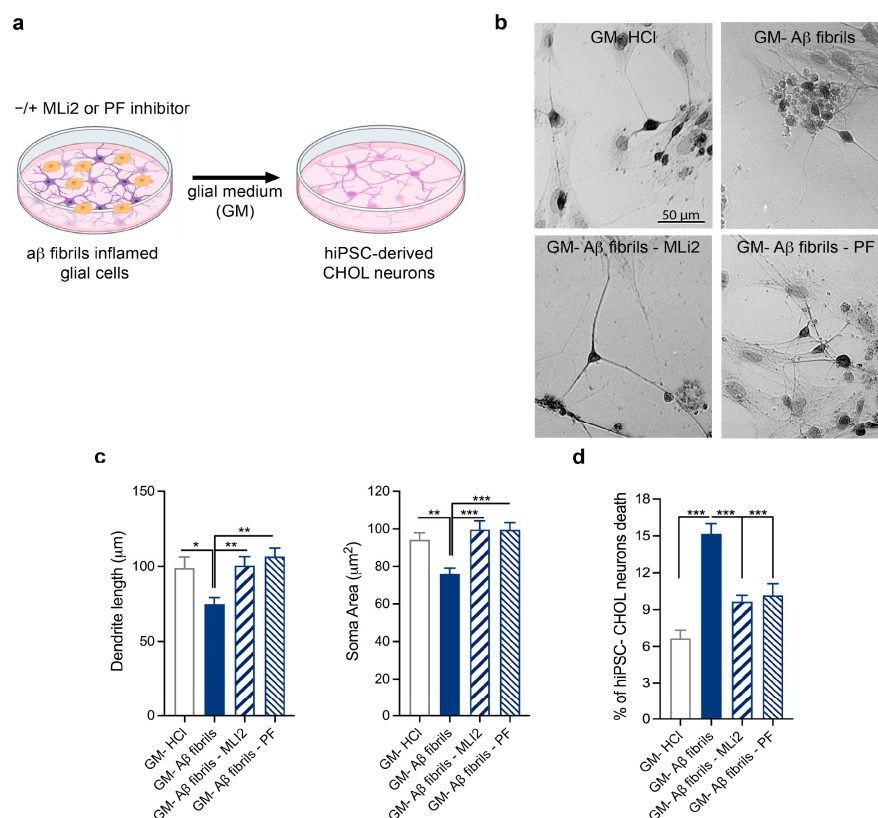 a
−/+ MLi2 or PF inhibitor
glial medium
(GM)
aβ fibrils inflamed
glial cells
hiPSC-derived
CHOL neurons
b
GM- HCl
GM- Aβ fibrils
50 µm
GM- Aβ fibrils - MLi2
GM- Aβ fibrils - PF
c
Dendrite length (µm)
150
100
50
0
*
**
**
GM- HCl
GM- Aβ fibrils
GM- Aβ fibrils - MLi2
GM- Aβ fibrils - PF
Soma Area (µm²)
120
100
80
60
40
20
0
***
**
***
GM- HCl
GM- Aβ fibrils
GM- Aβ fibrils - MLi2
GM- Aβ fibrils - PF
d
% of hiPSC- CHOL neurons death
18
15
12
9
6
3
0
***
***
***
GM- HCl
GM- Aβ fibrils
GM- Aβ fibrils - MLi2
GM- Aβ fibrils - PF